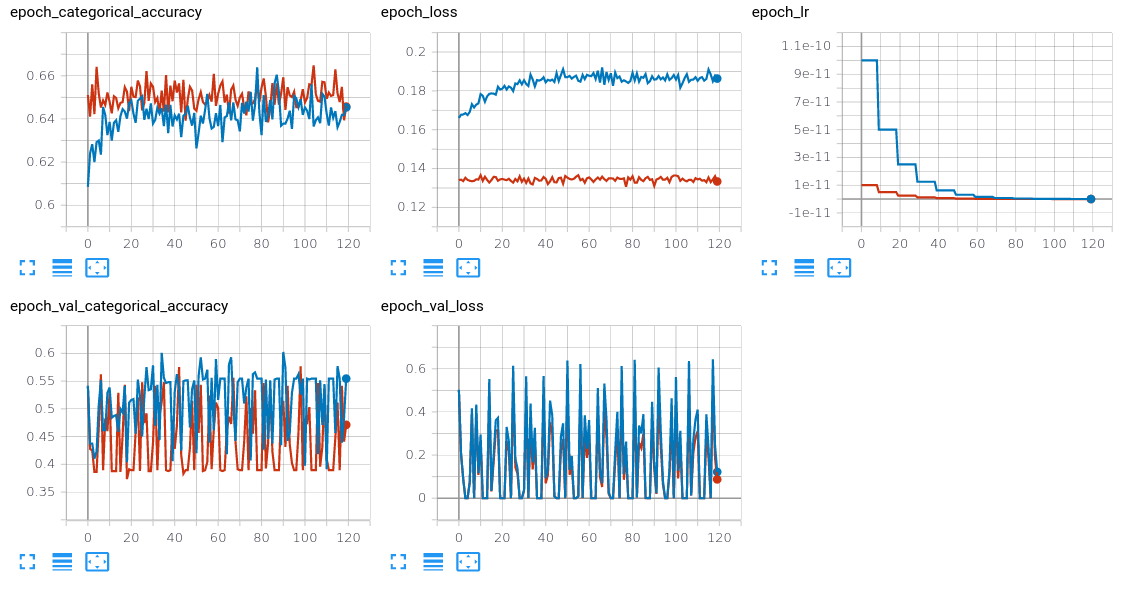 epoch_categorical_accuracy
0.66
0.64
0.62
0.6
0 20 40 60 80 100 120
epoch_loss
0.2
0.18
0.16
0.14
0.12
0 20 40 60 80 100 120
epoch_lr
1.1e-10
9e-11
7e-11
5e-11
3e-11
1e-11
-1e-11
0 20 40 60 80 100 120
epoch_val_categorical_accuracy
0.6
0.55
0.5
0.45
0.4
0.35
0 20 40 60 80 100 120
epoch_val_loss
0.6
0.4
0.2
0
0 20 40 60 80 100 120